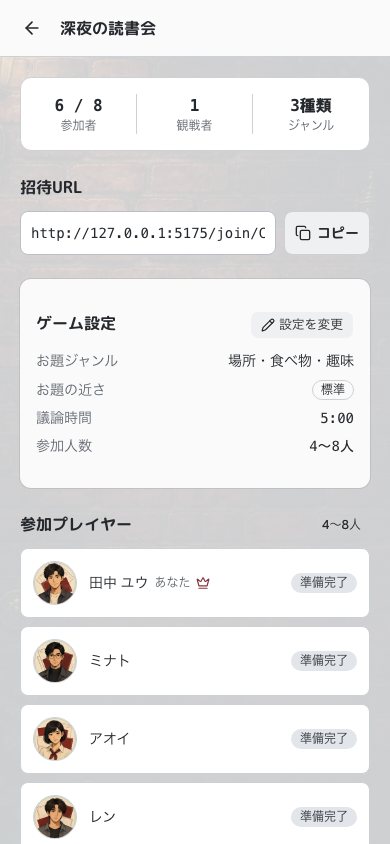 深夜の読書会
6 / 8
参加者
1
観戦者
3種類
ジャンル
招待URL
http://127.0.0.1:5175/join/C
コピー
ゲーム設定
設定を変更
お題ジャンル
場所・食べ物・趣味
お題の近さ
標準
議論時間
5:00
参加人数
4〜8人
参加プレイヤー
4〜8人
田中 ユウ あなた
準備完了
ミナト
準備完了
アオイ
準備完了
レン
準備完了